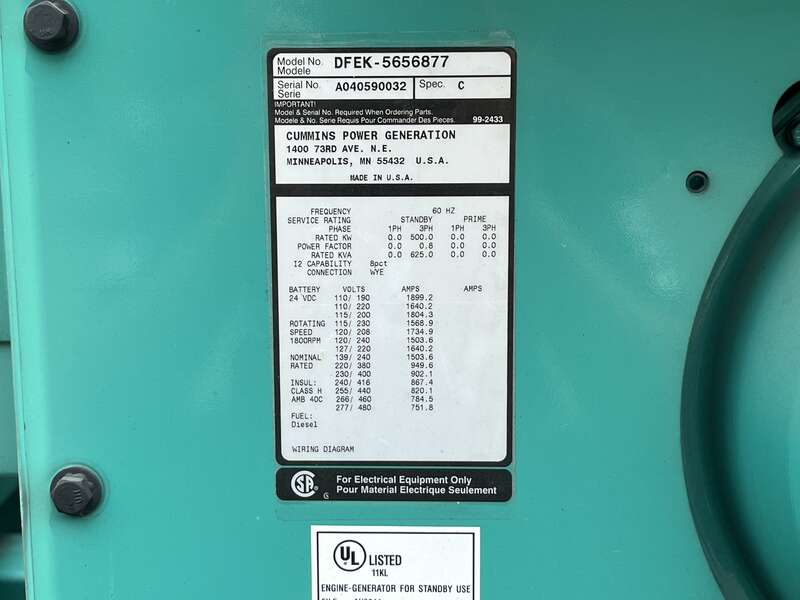 Model No. DFEK-5656877
Modele
Serial No. A040590032 Spec. C
Serie
IMPORTANT!
Model & Serial No. Required When Ordering Parts.
Modele & No. Serie Requis Pour Commander Des Pieces. 99-2433
CUMMINS POWER GENERATION
1400 73RD AVE. N.E.
MINNEAPOLIS, MN 55432 U.S.A.
MADE IN U.S.A.
FREQUENCY 60 HZ
SERVICE RATING STANDBY PRIME
PHASE 1PH 3PH 1PH 3PH
RATED KW 0.0 500.0 0.0 0.0
POWER FACTOR 0.0 0.8 0.0 0.0
RATED KVA 0.0 625.0 0.0 0.0
I2 CAPABILITY 8pct
CONNECTION WYE
BATTERY VOLTS AMPS AMPS
24 VDC 110/ 190 1899.2
110/ 220 1640.2
115/ 200 1804.3
ROTATING 115/ 230 1568.9
SPEED 120/ 208 1734.9
1800RPM 120/ 240 1503.6
127/ 220 1640.2
NOMINAL 139/ 240 1503.6
RATED 220/ 380 949.6
230/ 400 902.1
INSUL: 240/ 416 867.4
CLASS H 255/ 440 820.1
AMB 40C 266/ 460 784.5
277/ 480 751.8
FUEL:
Diesel
WIRING DIAGRAM
SA For Electrical Equipment Only
Pour Material Electrique Seulement
UL LISTED
11KL
ENGINE-GENERATOR FOR STANDBY USE